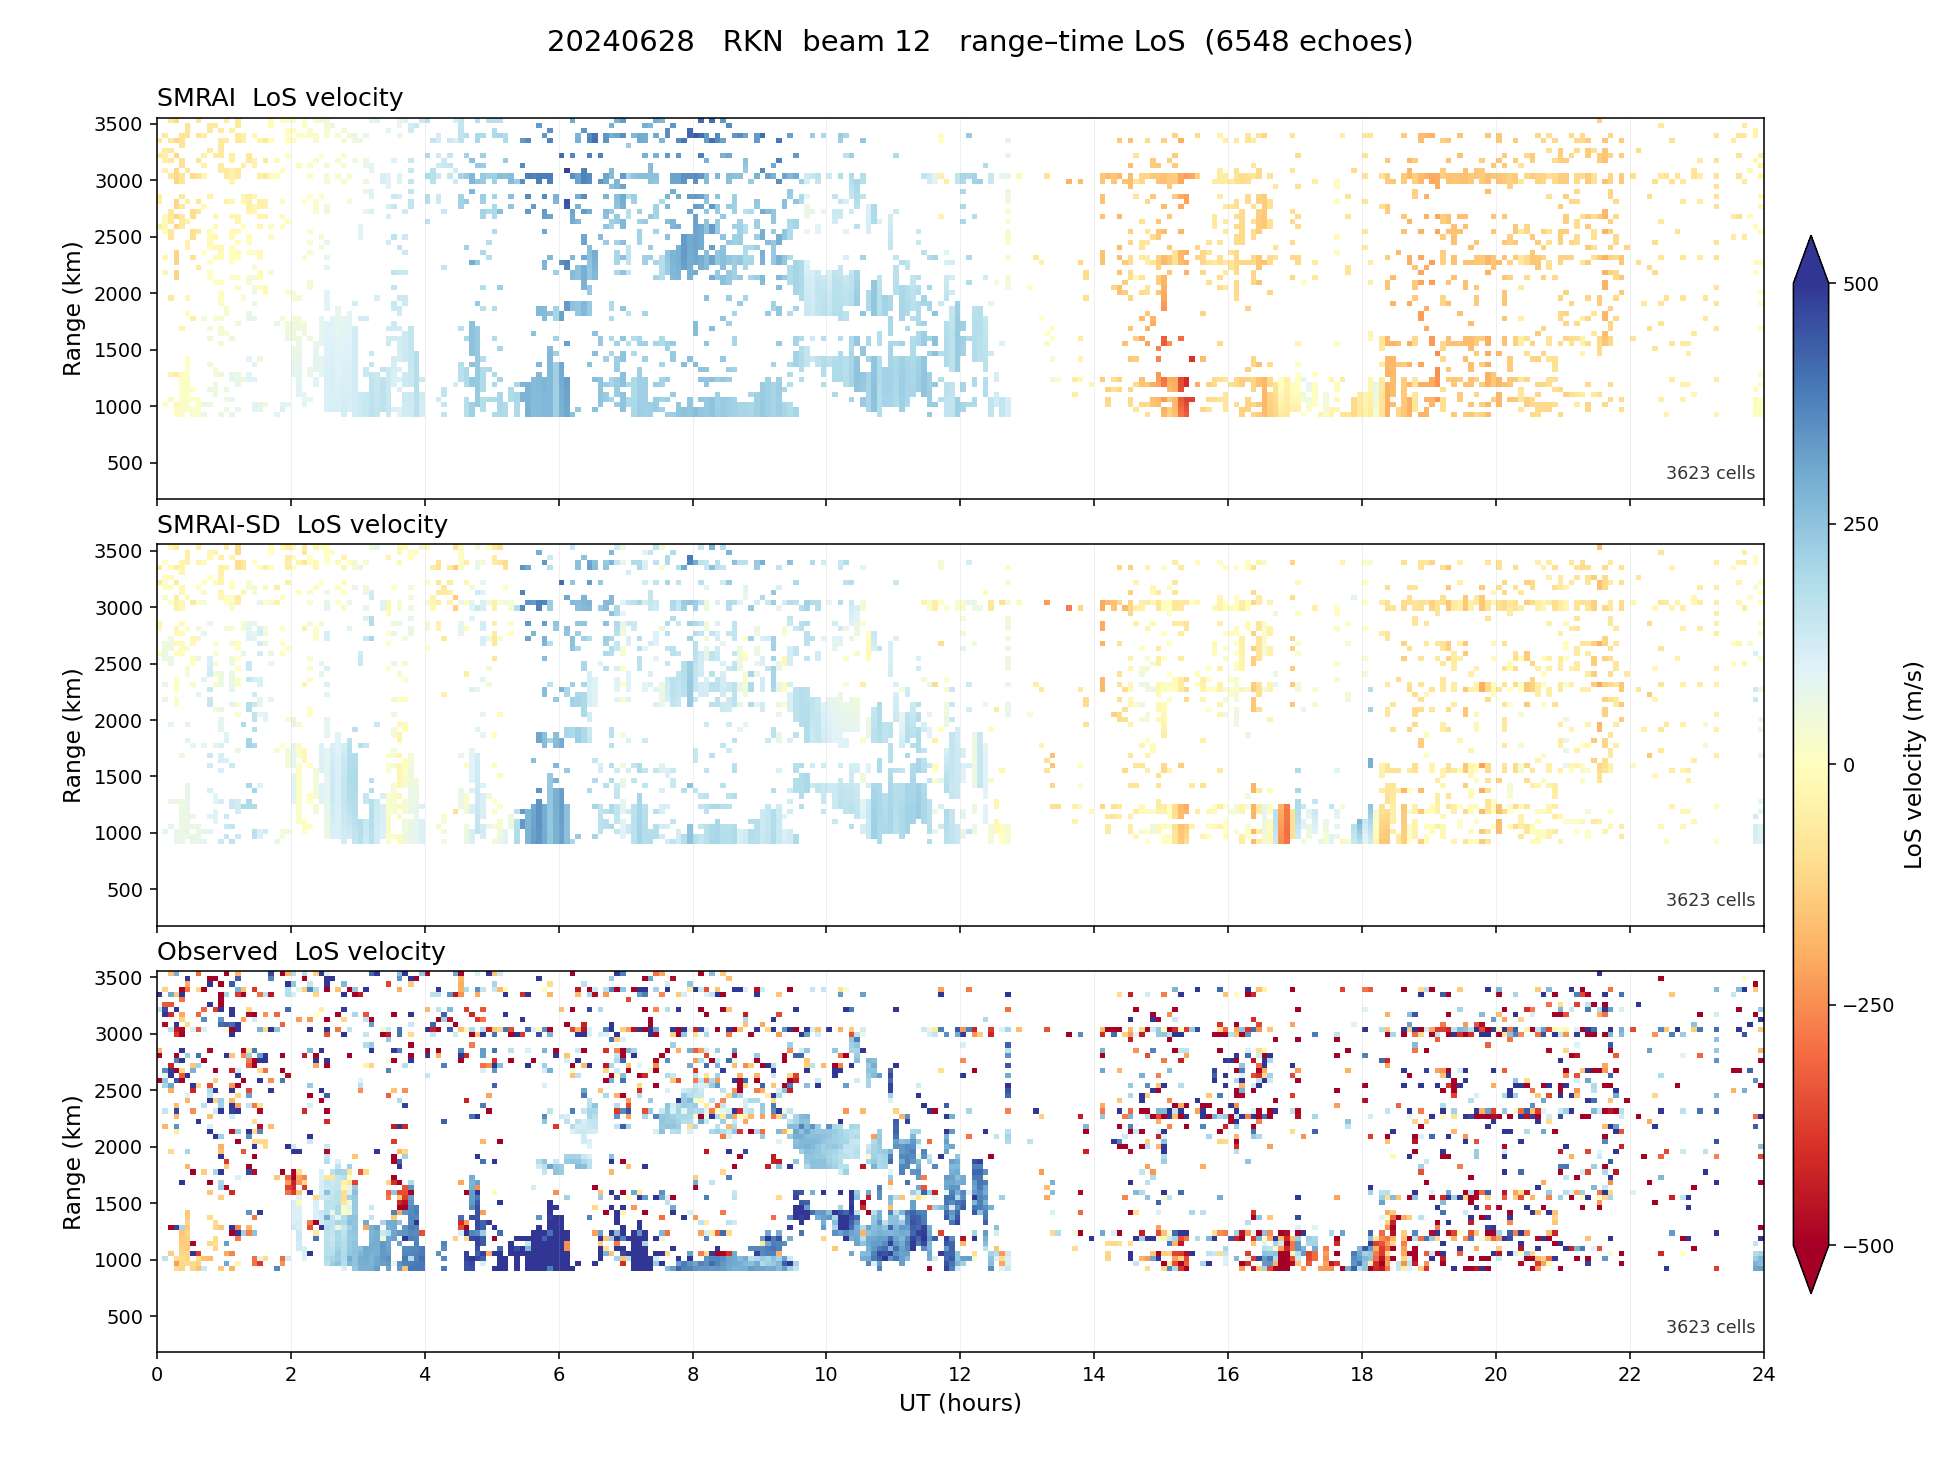 20240628   RKN  beam 12   range–time LoS  (6548 echoes)
SMRAI  LoS velocity
3500
3000
2500
2000
1500
1000
500
Range (km)
3623 cells
SMRAI-SD  LoS velocity
3500
3000
2500
2000
1500
1000
500
Range (km)
3623 cells
Observed  LoS velocity
3500
3000
2500
2000
1500
1000
500
Range (km)
3623 cells
0 2 4 6 8 10 12 14 16 18 20 22 24
UT (hours)
500
250
0
−250
−500
LoS velocity (m/s)